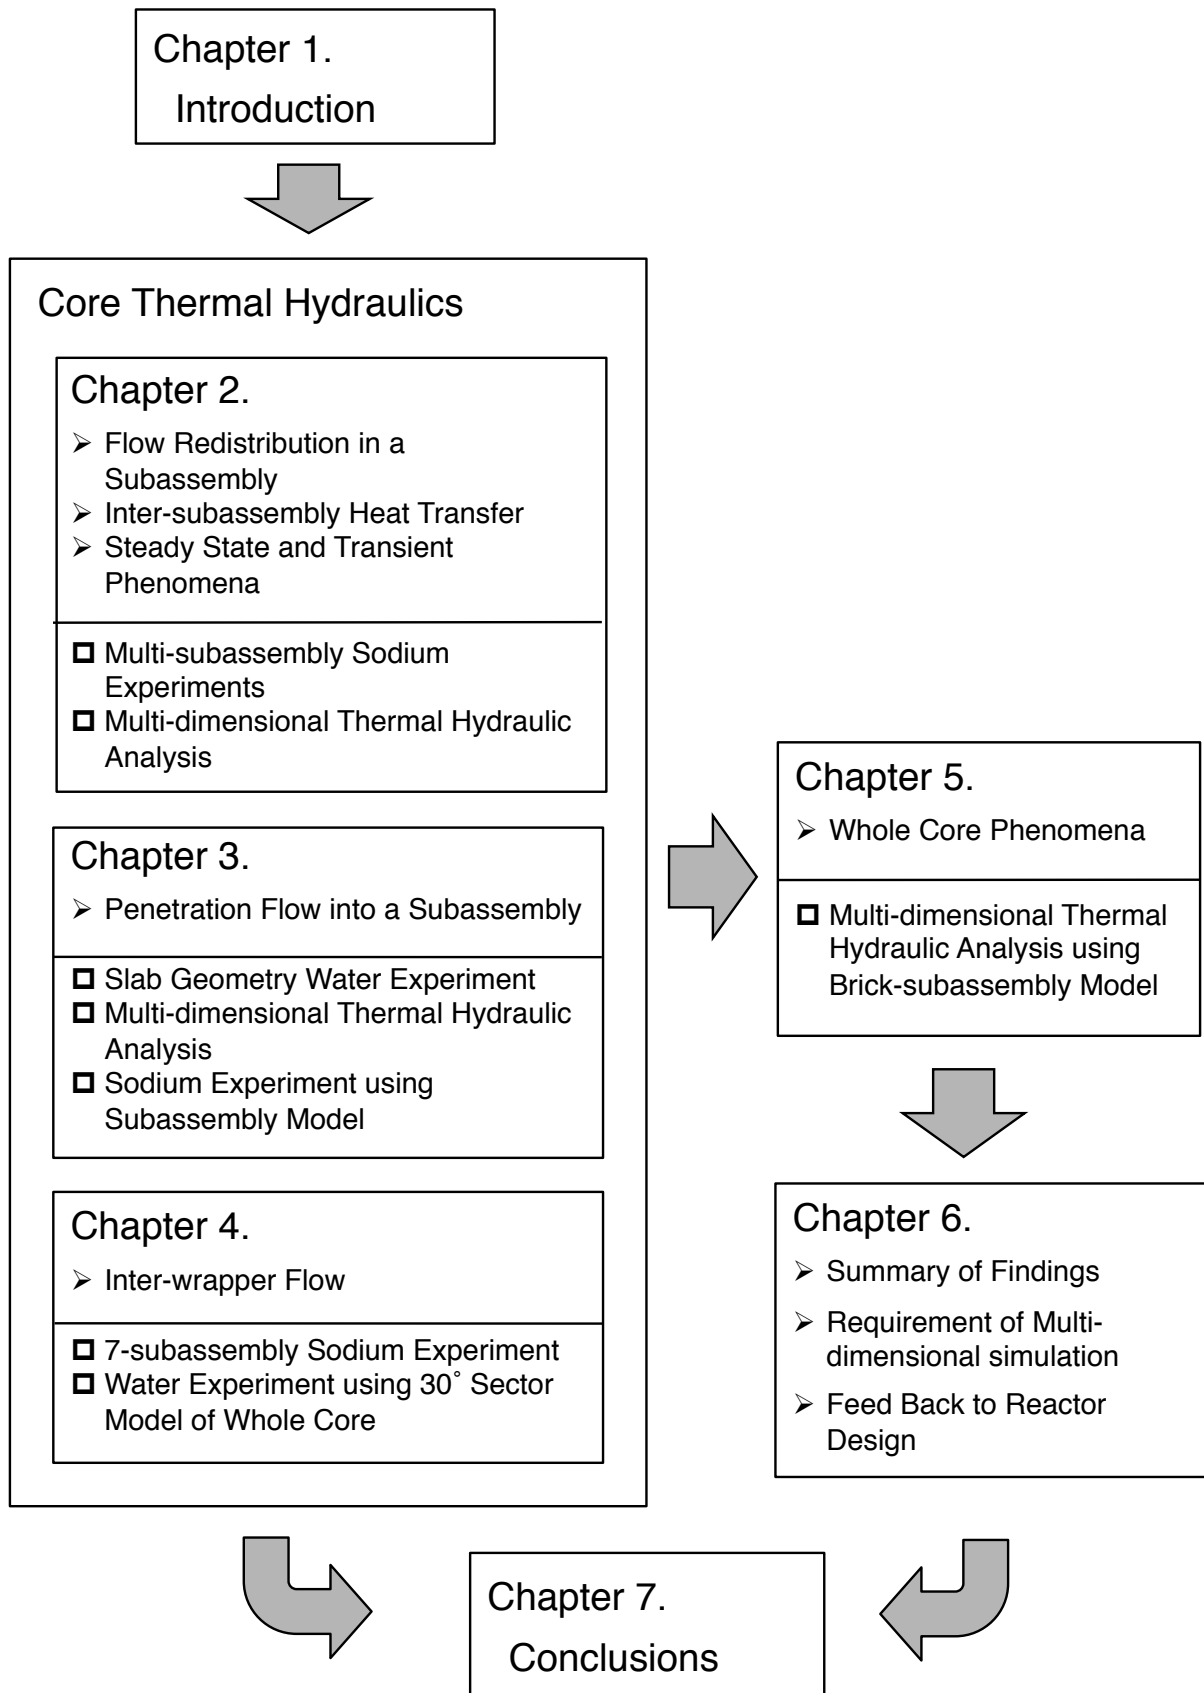 Chapter 1.
Introduction
Core Thermal Hydraulics
Chapter 2.
➢ Flow Redistribution in a
Subassembly
➢ Inter-subassembly Heat Transfer
➢ Steady State and Transient
Phenomena
❑ Multi-subassembly Sodium
Experiments
❑ Multi-dimensional Thermal Hydraulic
Analysis
Chapter 3.
➢ Penetration Flow into a Subassembly
❑ Slab Geometry Water Experiment
❑ Multi-dimensional Thermal Hydraulic
Analysis
❑ Sodium Experiment using
Subassembly Model
Chapter 4.
➢ Inter-wrapper Flow
❑ 7-subassembly Sodium Experiment
❑ Water Experiment using 30˚ Sector
Model of Whole Core
Chapter 5.
➢ Whole Core Phenomena
❑ Multi-dimensional Thermal
Hydraulic Analysis using
Brick-subassembly Model
Chapter 6.
➢ Summary of Findings
➢ Requirement of Multi-
dimensional simulation
➢ Feed Back to Reactor
Design
Chapter 7.
Conclusions